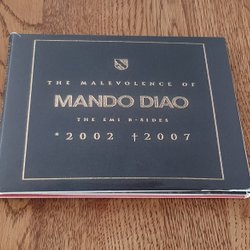 THE MALEVOLENCE OF
MANDO DIAO
THE EMI B-SIDES
*2002 †2007